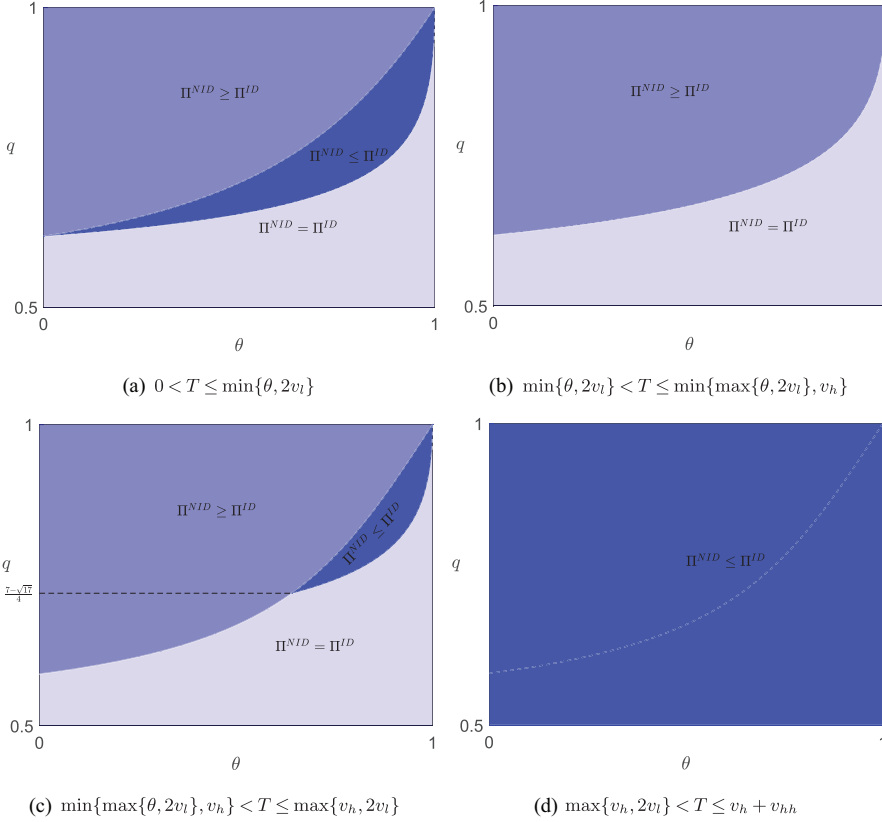 1
Π^{NID} ≥ Π^{ID}
q
Π^{NID} ≤ Π^{ID}
Π^{NID} = Π^{ID}
0.5
0
1
θ
(a) 0 < T ≤ min{θ, 2v_l}
1
Π^{NID} ≥ Π^{ID}
q
Π^{NID} = Π^{ID}
0.5
0
θ
(b) min{θ, 2v_l} < T ≤ min{max{θ, 2v_l}, v_h}
1
Π^{NID} ≥ Π^{ID}
Π^{NID} ≤ Π^{ID}
q
\frac{7-√17}{4}
Π^{NID} = Π^{ID}
0.5
0
1
θ
(c) min{max{θ, 2v_l}, v_h} < T ≤ max{v_h, 2v_l}
1
Π^{NID} ≤ Π^{ID}
q
0.5
0
1
θ
(d) max{v_h, 2v_l} < T ≤ v_h + v_{hh}